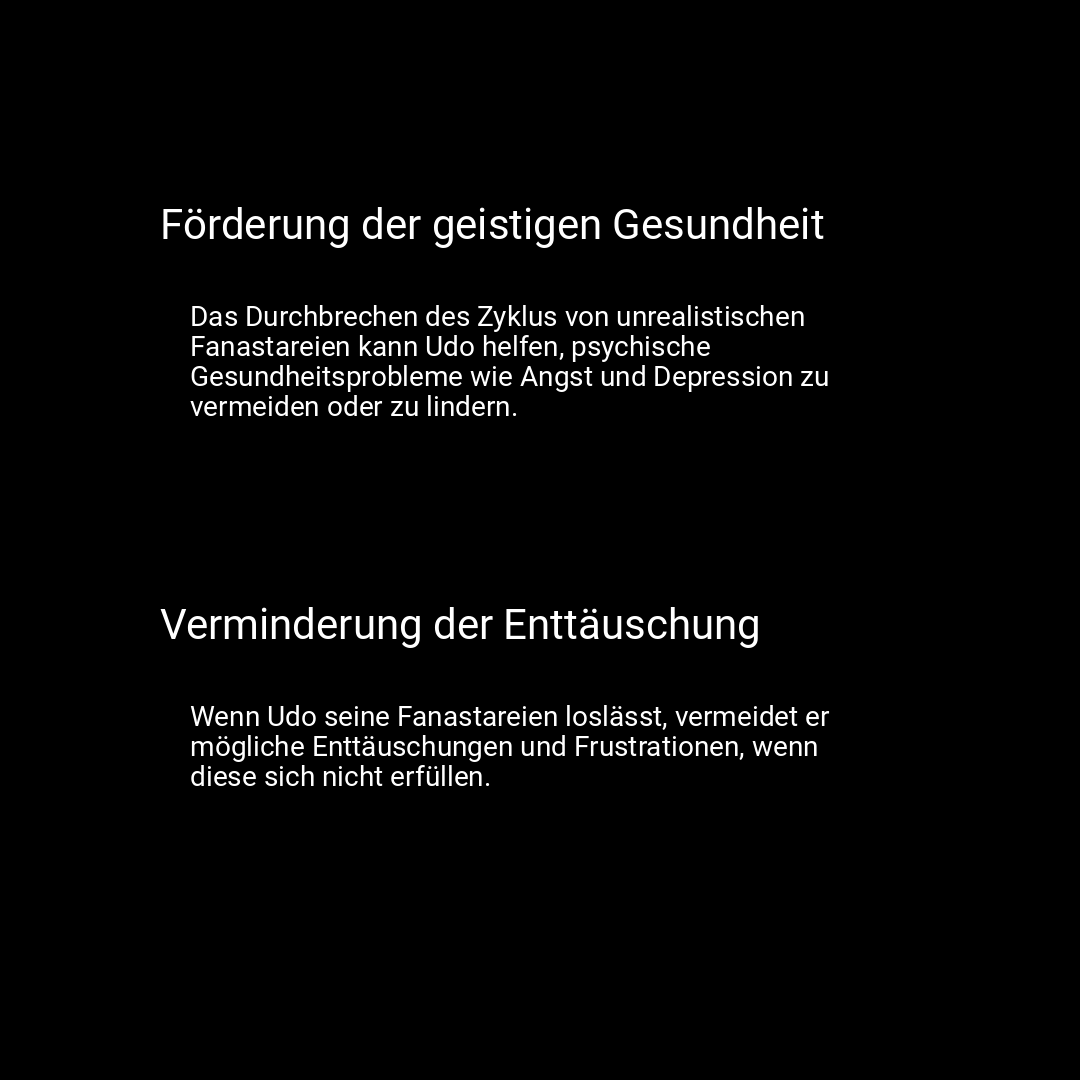 Förderung der geistigen Gesundheit
Das Durchbrechen des Zyklus von unrealistischen
Fanastareien kann Udo helfen, psychische
Gesundheitsprobleme wie Angst und Depression zu
vermeiden oder zu lindern.
Verminderung der Enttäuschung
Wenn Udo seine Fanastareien loslässt, vermeidet er
mögliche Enttäuschungen und Frustrationen, wenn
diese sich nicht erfüllen.